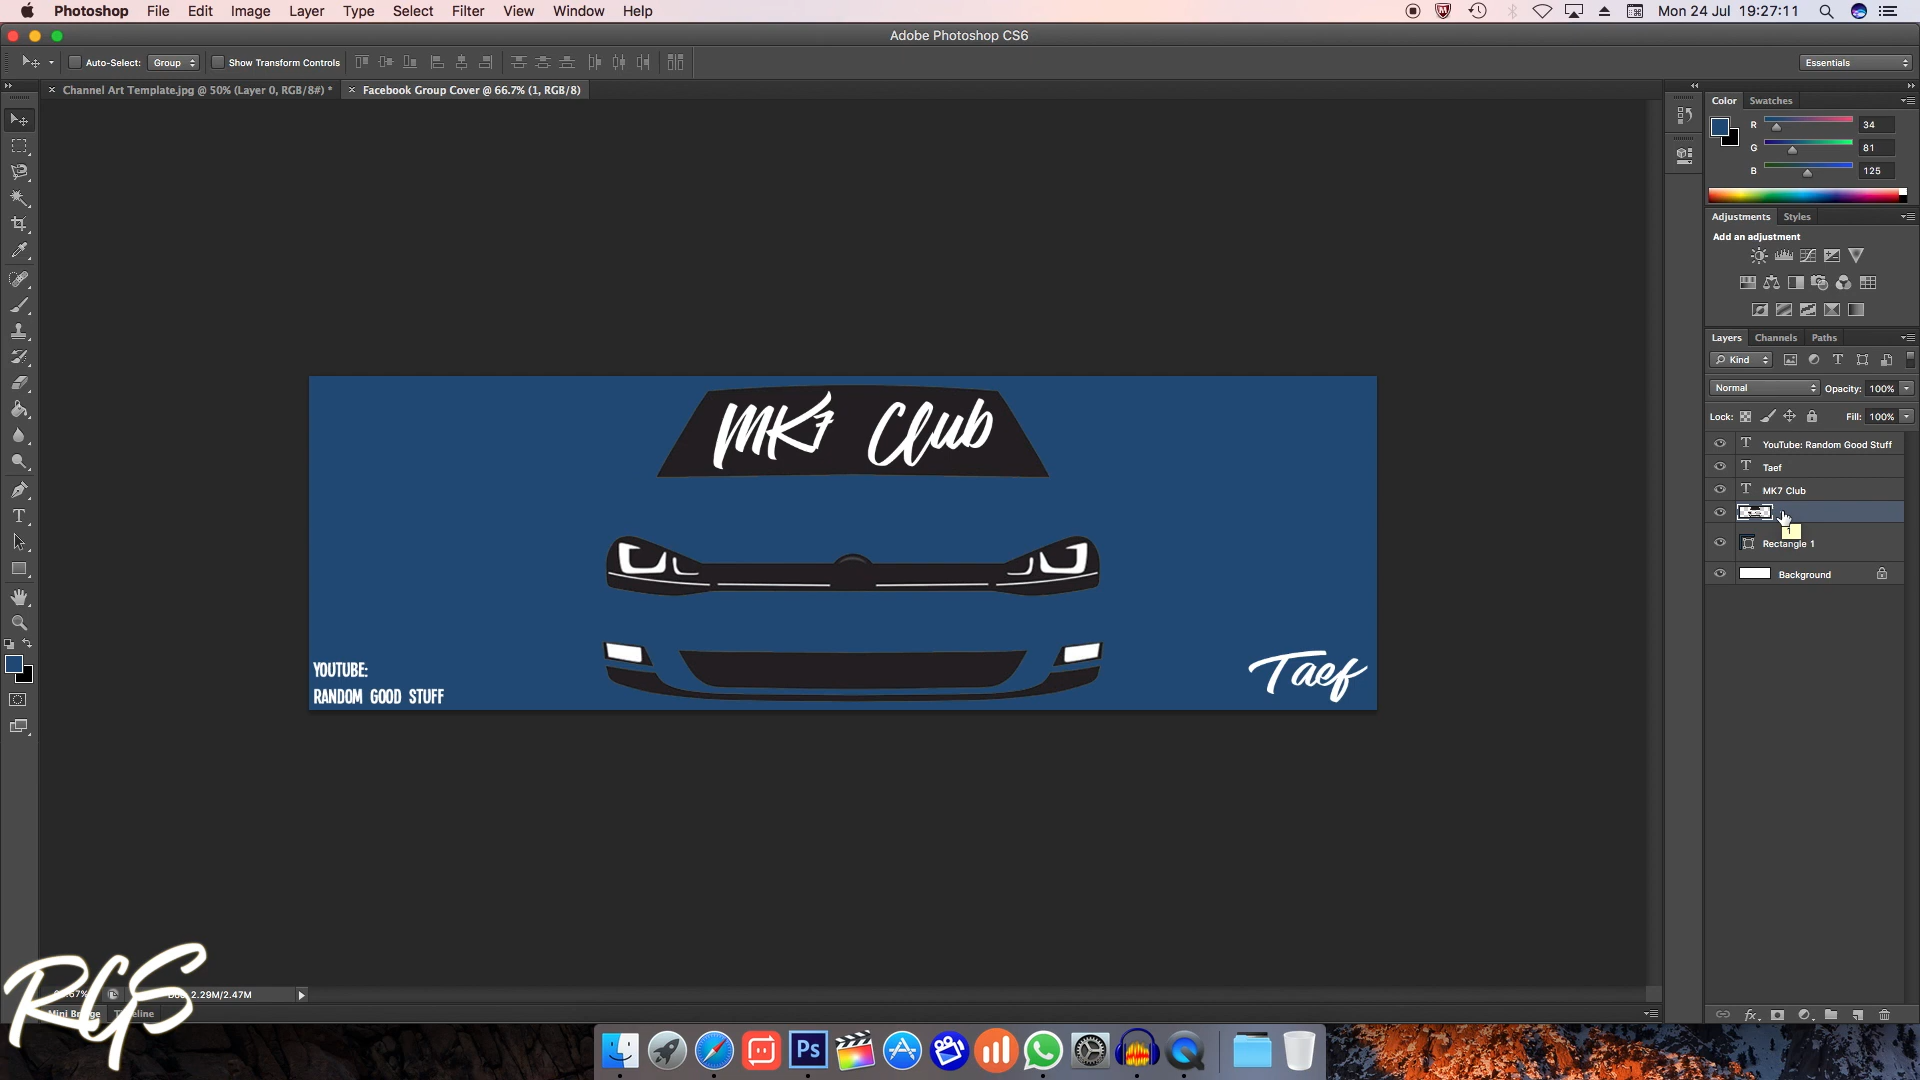 Photoshop File Edit Image Layer Type Select Filter View Window Help
Mon 24 Jul 19:27:11
Adobe Photoshop CS6
Auto-Select: Group Show Transform Controls
Essentials
Channel Art Template.jpg @ 50% (Layer 0, RGB/8#) *
Facebook Group Cover @ 66.7% (1, RGB/8)
Color Swatches
R 34
G 81
B 125
Adjustments Styles
Add an adjustment
Layers Channels Paths
Kind
Normal Opacity: 100%
Lock: Fill: 100%
YouTube: Random Good Stuff
Taef
MK7 Club
1
Rectangle 1
Background
MK7 Club
YOUTUBE:
RANDOM GOOD STUFF
Taef
2.29M/2.47M
RGS
Ps